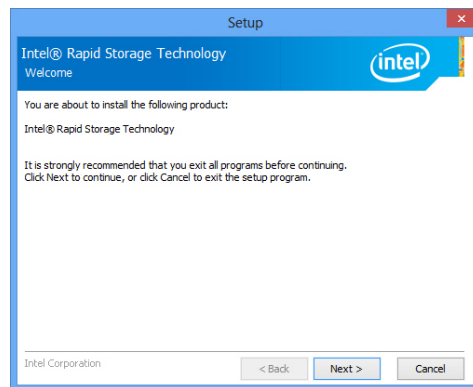 Setup
Intel® Rapid Storage Technology
Welcome
intel
You are about to install the following product:
Intel® Rapid Storage Technology
It is strongly recommended that you exit all programs before continuing.
Click Next to continue, or click Cancel to exit the setup program.
Intel Corporation
< Back
Next >
Cancel